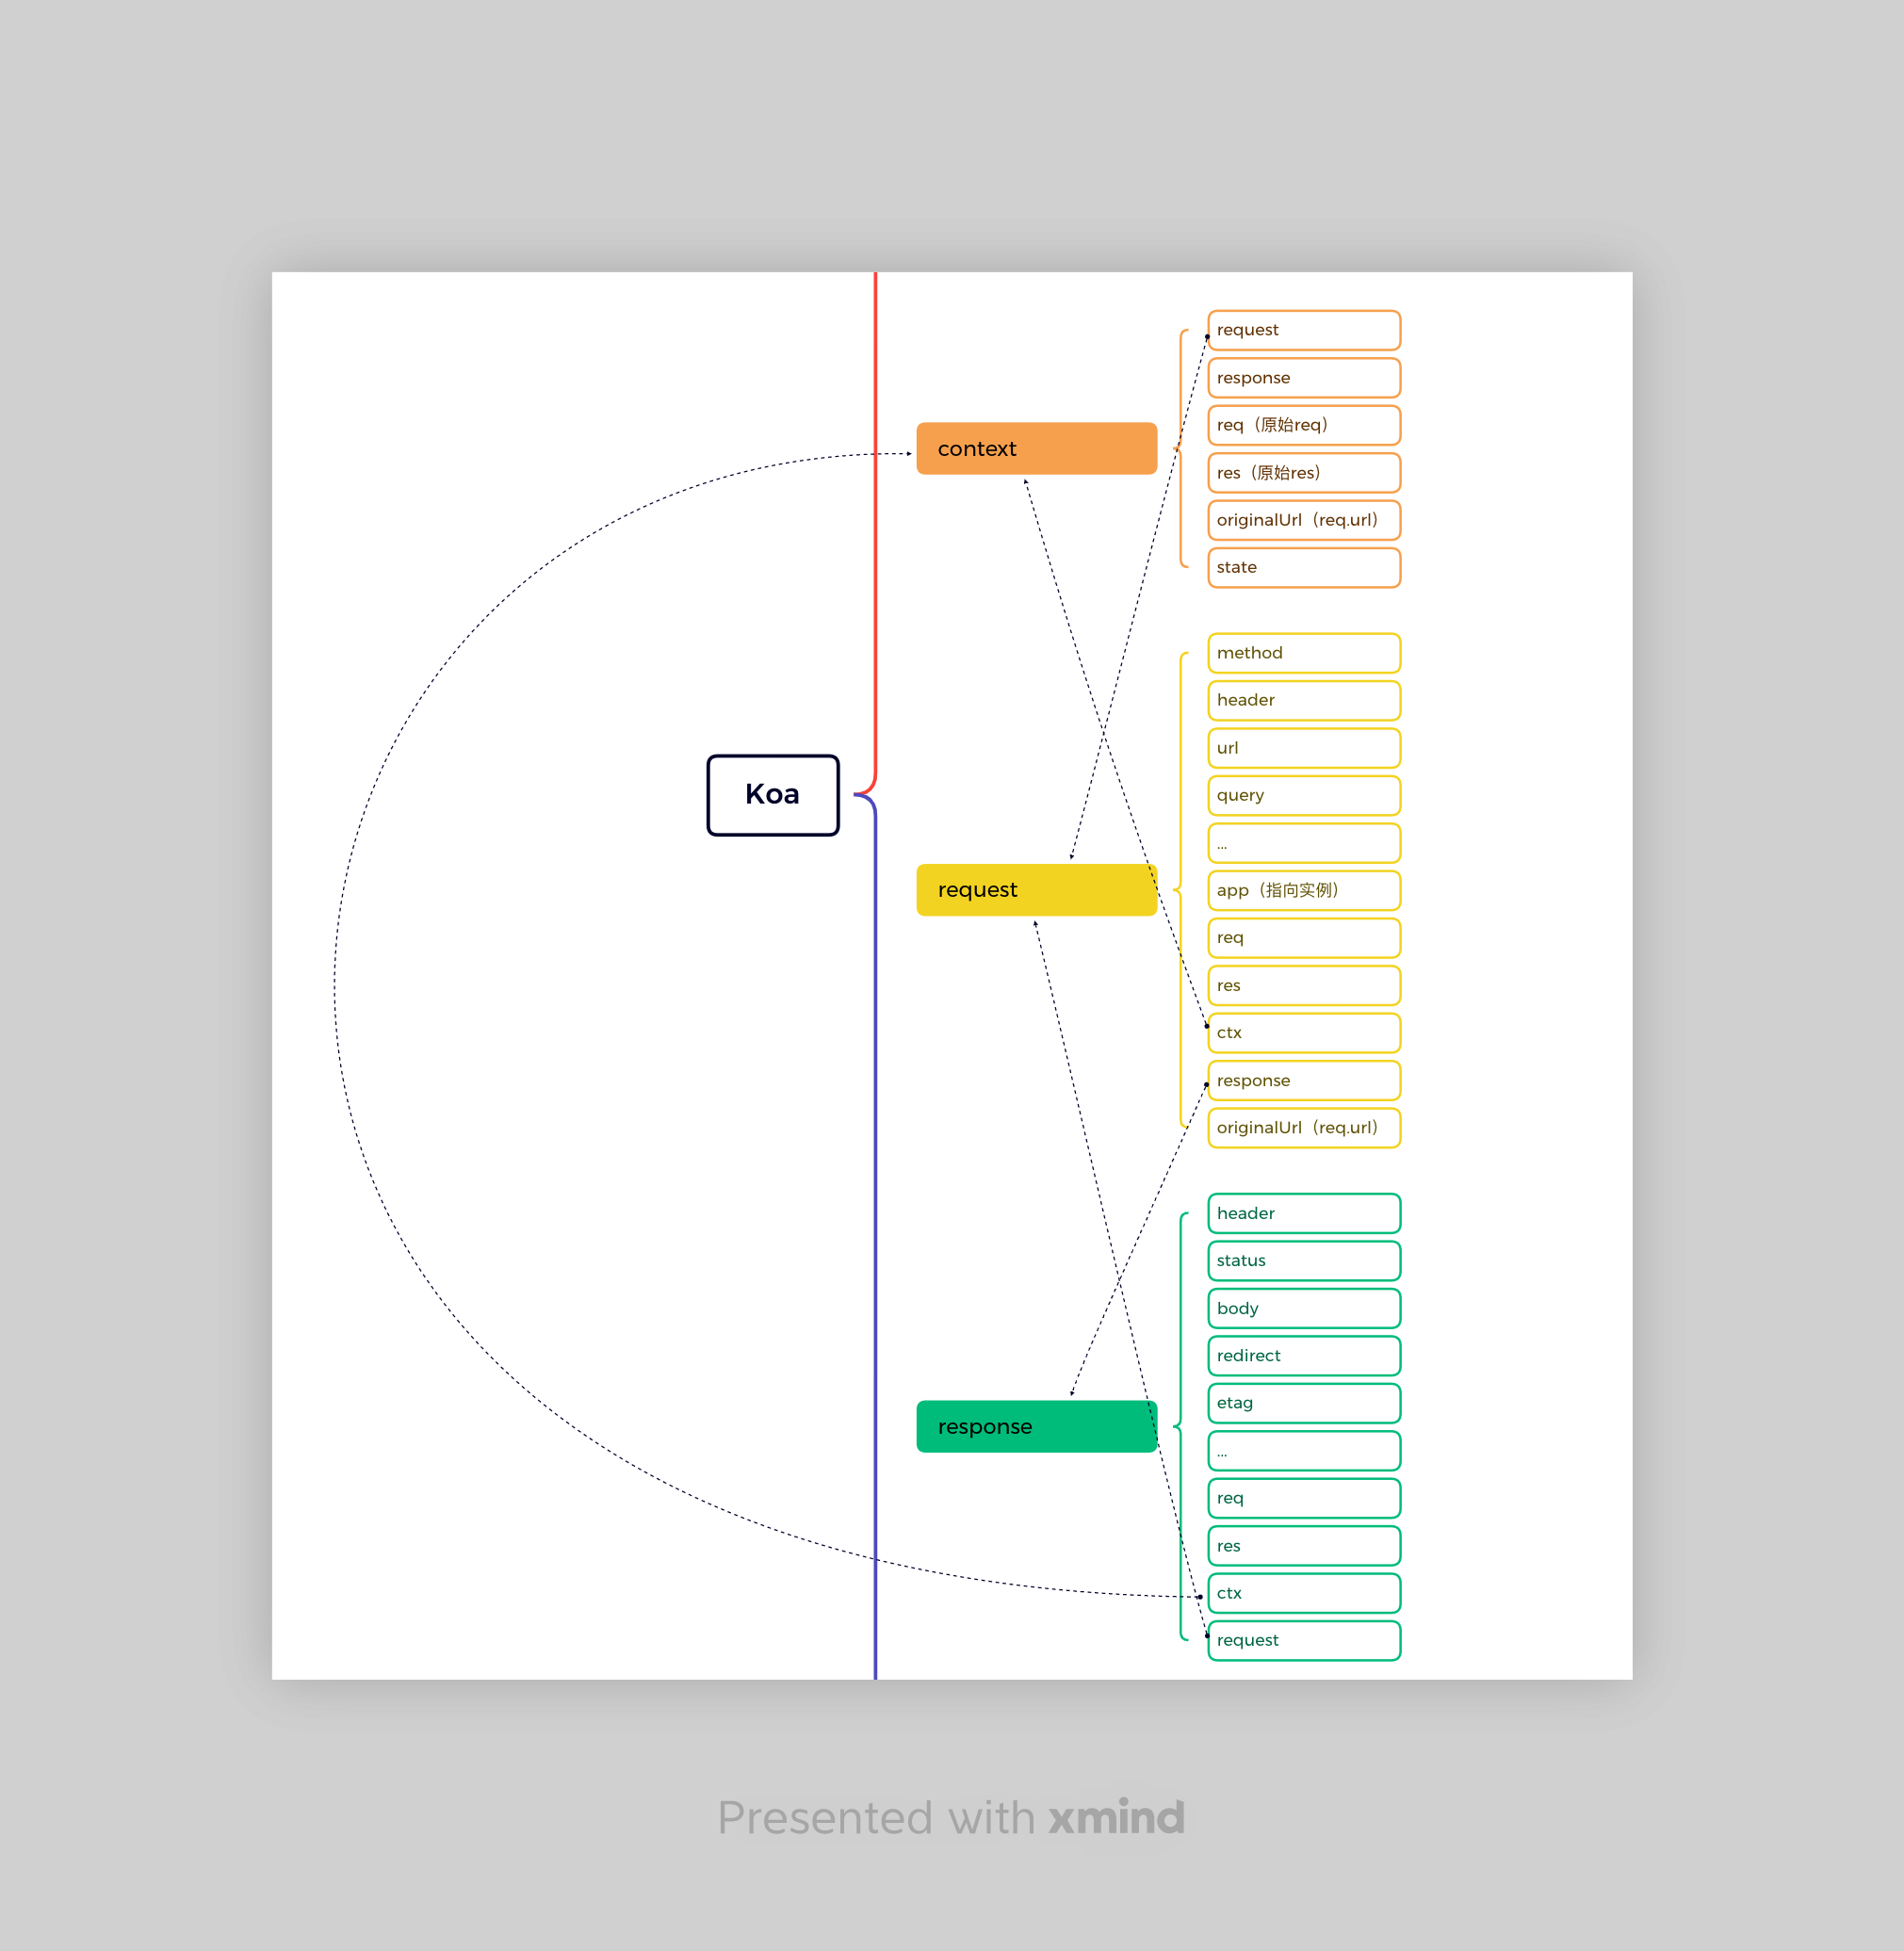 Koa
context
request
response
req（原始req）
res（原始res）
originalUrl（req.url）
state
request
method
header
url
query
...
app（指向实例）
req
res
ctx
response
originalUrl（req.url）
response
header
status
body
redirect
etag
...
req
res
ctx
request
Presented with xmind